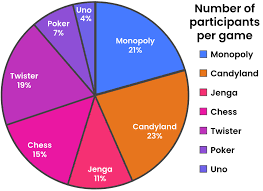 Number of
participants
per game
Uno
4%
Poker
7%
Monopoly
21%
Twister
19%
Candyland
23%
Chess
15%
Jenga
11%
Monopoly
Candyland
Jenga
Chess
Twister
Poker
Uno